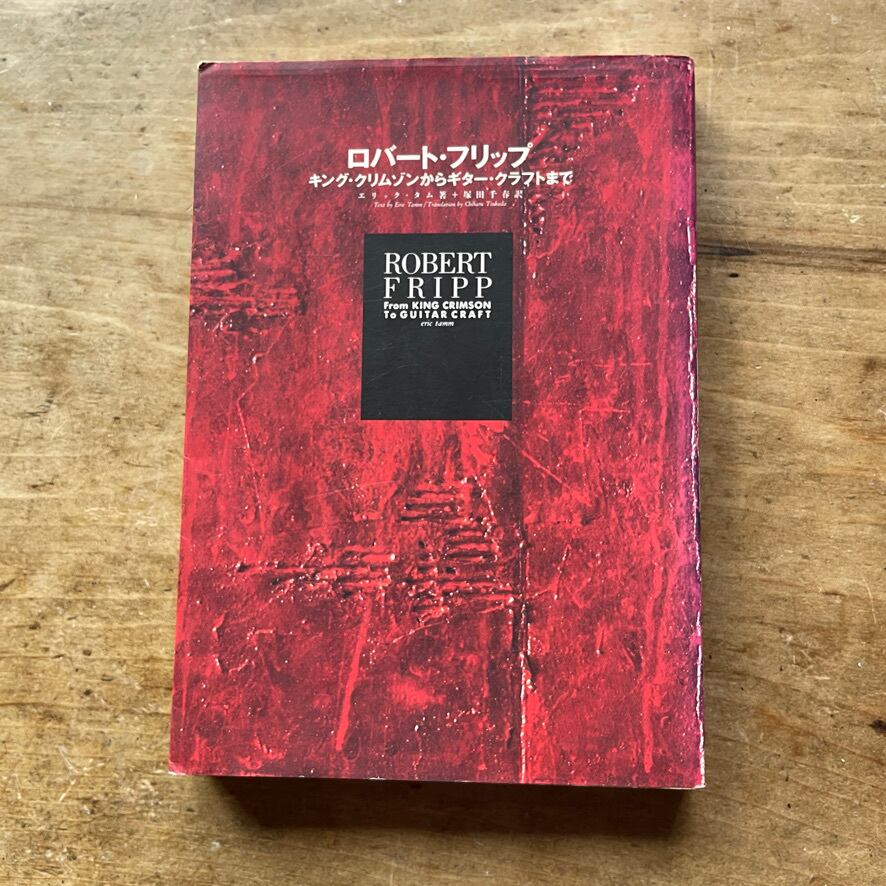 ロバート・フリップ
キング・クリムゾンからギター・クラフトまで
エリック・タム著+塚田千春訳
Text by Eric Tamm / Translation by Chiharu Tsukada
ROBERT
FRIPP
From KING CRIMSON
To GUITAR CRAFT
eric tamm